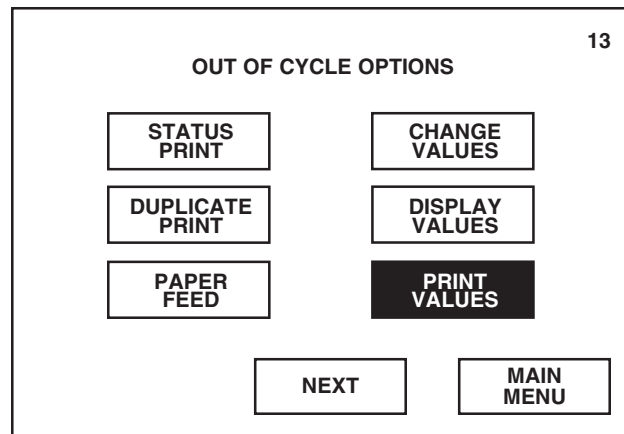 13
OUT OF CYCLE OPTIONS
STATUS
PRINT
CHANGE
VALUES
DUPLICATE
PRINT
DISPLAY
VALUES
PAPER
FEED
PRINT
VALUES
NEXT
MAIN
MENU